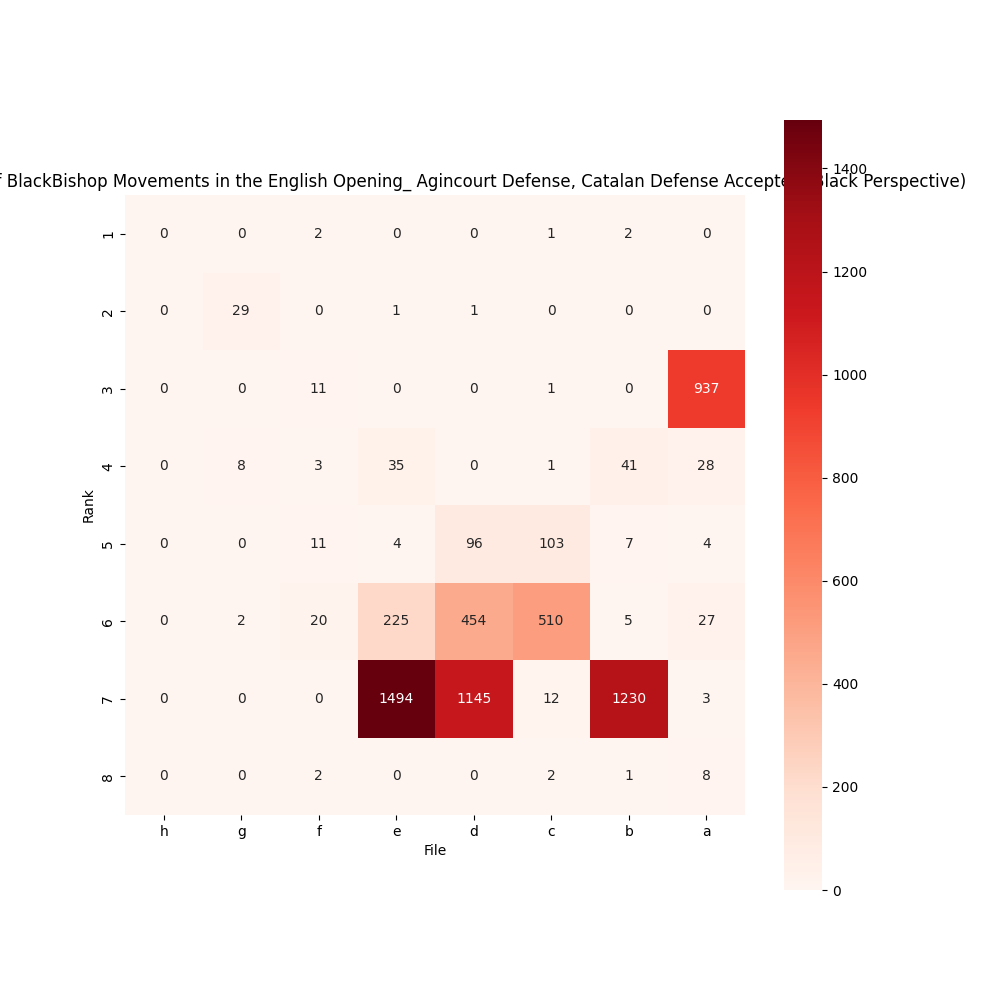 f BlackBishop Movements in the English Opening_ Agincourt Defense, Catalan Defense Accepte Black Perspective)
1400
1 0 0 2 0 0 1 2 0
1200
2 0 29 0 1 1 0 0 0
1000
3 0 0 11 0 0 1 0 937
4 0 8 3 35 0 1 41 28
800
Rank
5 0 0 11 4 96 103 7 4
600
6 0 2 20 225 454 510 5 27
400
7 0 0 0 1494 1145 12 1230 3
200
8 0 0 2 0 0 2 1 8
h g f e d c b a
File
0